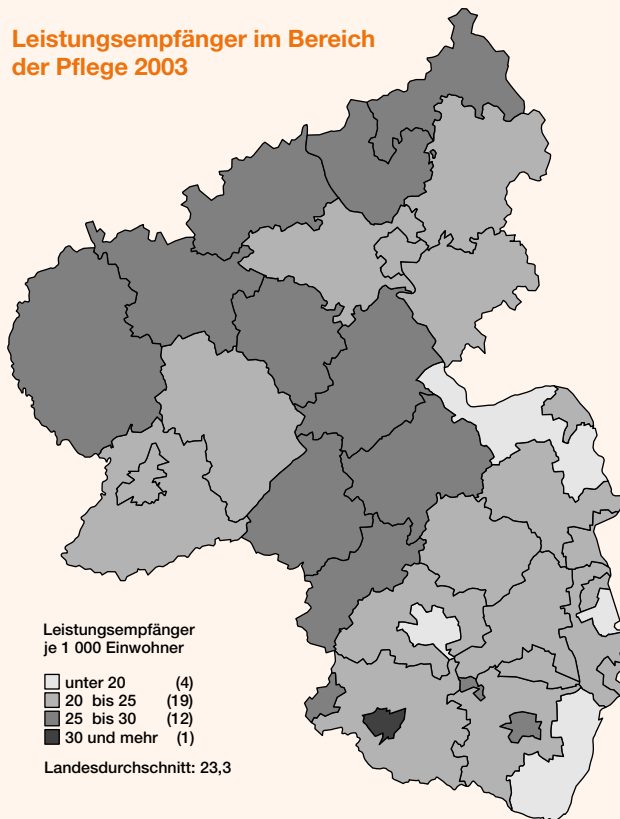 Leistungsempfänger im Bereich
der Pflege 2003
Leistungsempfänger
je 1 000 Einwohner
unter 20 (4)
20 bis 25 (19)
25 bis 30 (12)
30 und mehr (1)
Landesdurchschnitt: 23,3